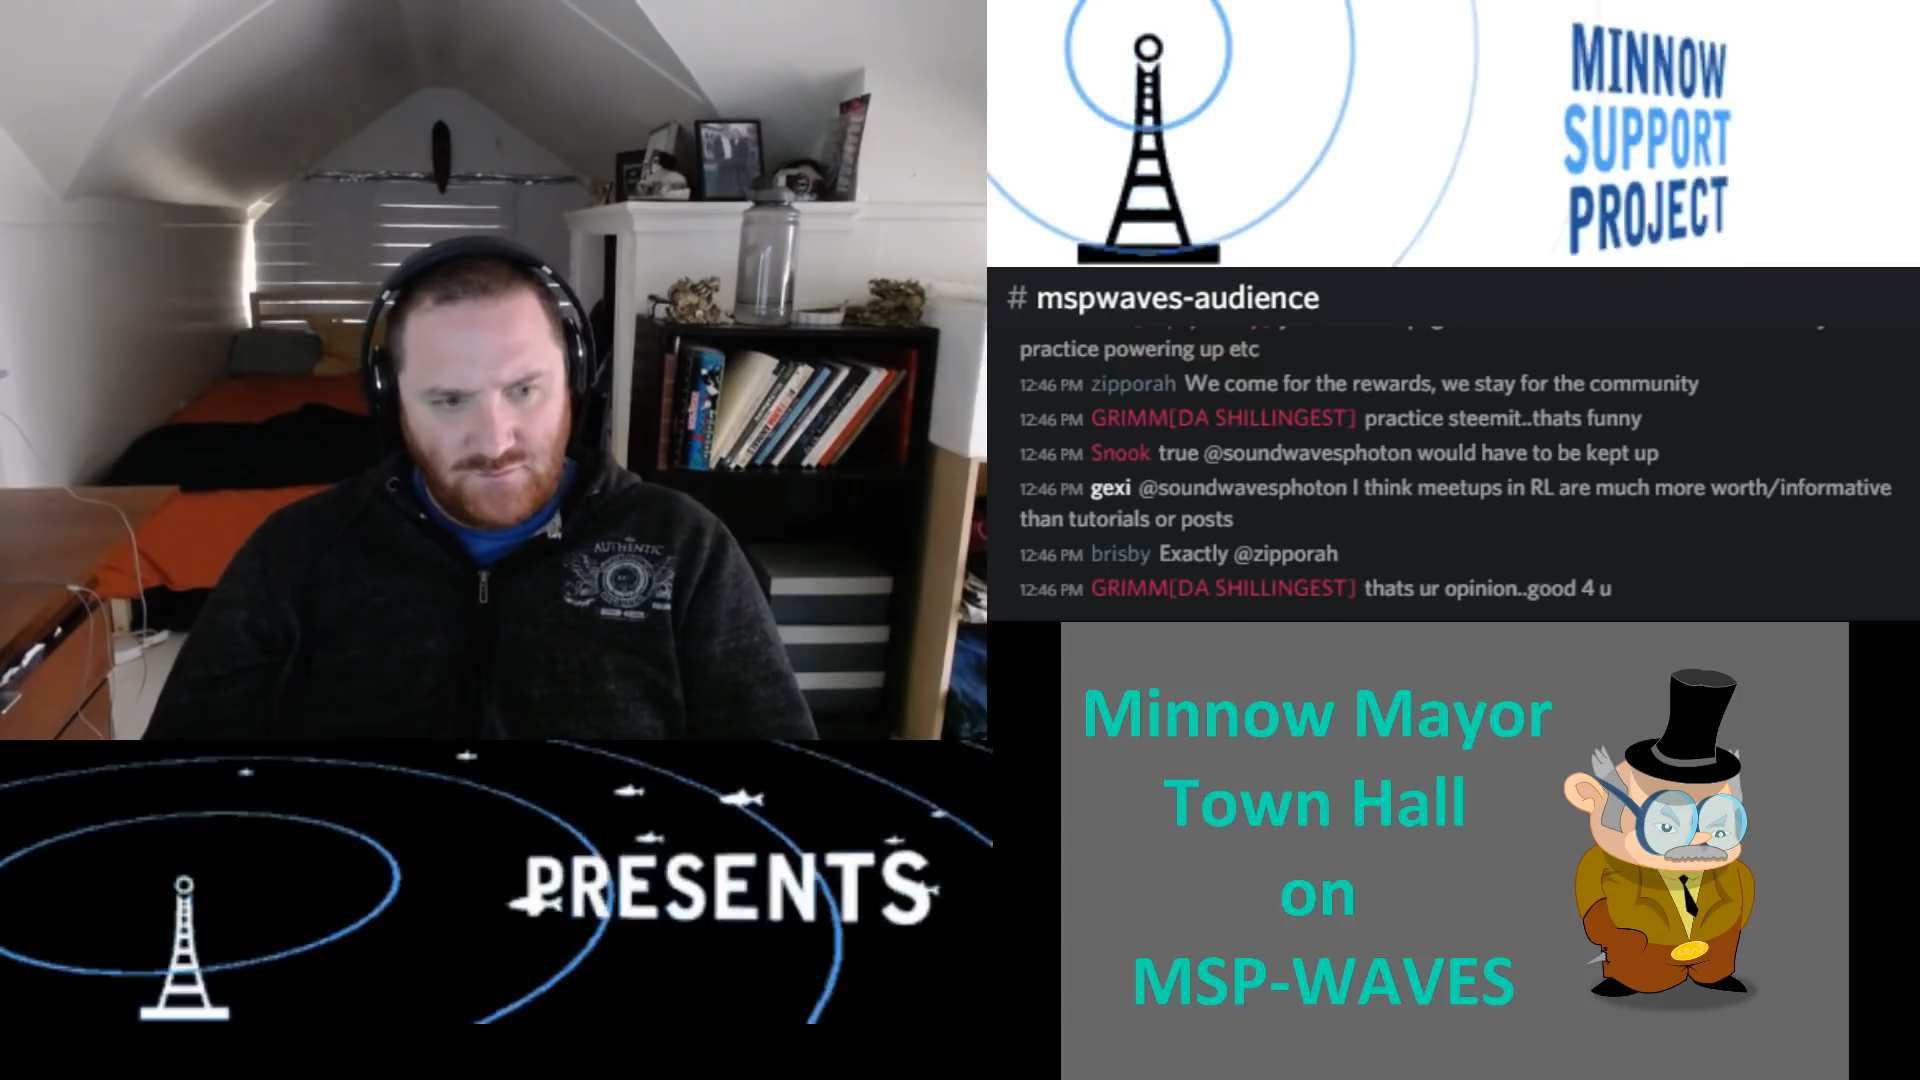 MINNOW
SUPPORT
PROJECT
# mspwaves-audience
practice powering up etc
12:46 PM zipporah We come for the rewards, we stay for the community
12:46 PM GRIMM[DA SHILLINGEST] practice steemit..thats funny
12:46 PM Snook true @soundwavesphoton would have to be kept up
12:46 PM gexi @soundwavesphoton I think meetups in RL are much more worth/informative
than tutorials or posts
12:46 PM brisby Exactly @zipporah
12:46 PM GRIMM[DA SHILLINGEST] thats ur opinion..good 4 u
AUTHENTIC
PRESENTS
Minnow Mayor
Town Hall
on
MSP-WAVES